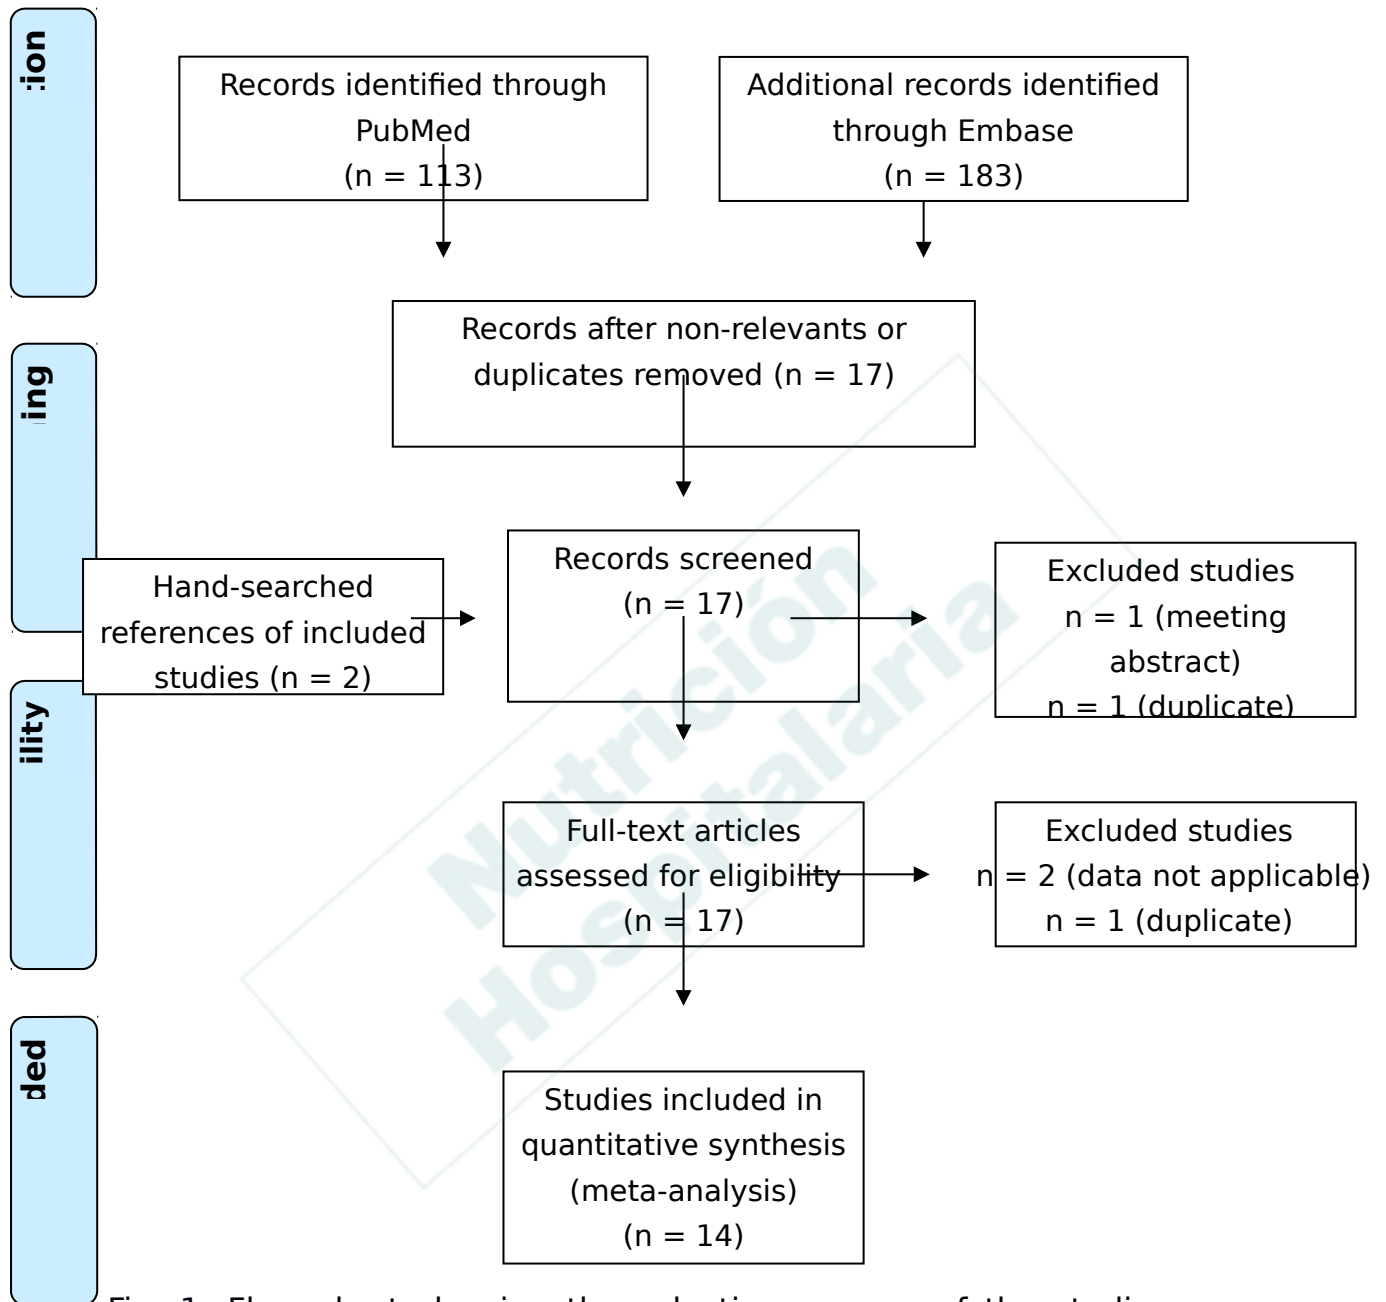 :ion
Records identified through
PubMed
(n = 113)
Additional records identified
through Embase
(n = 183)
Records after non-relevants or
duplicates removed (n = 17)
ing
Hand-searched
references of included
studies (n = 2)
Records screened
(n = 17)
Excluded studies
n = 1 (meeting
abstract)
n = 1 (duplicate)
ility
Full-text articles
assessed for eligibility
(n = 17)
Excluded studies
n = 2 (data not applicable)
n = 1 (duplicate)
ded
Studies included in
quantitative synthesis
(meta-analysis)
(n = 14)
Nutrición
Hospitalaria